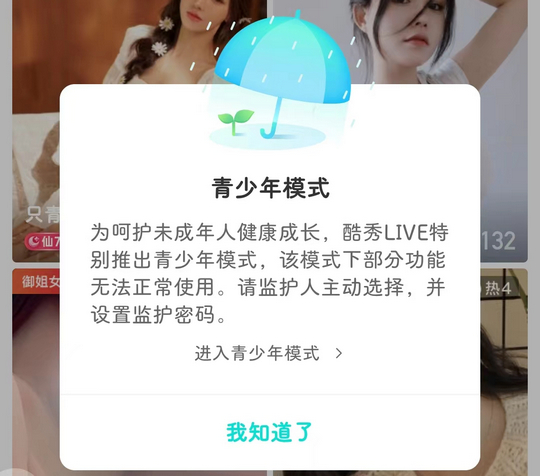 青少年模式
为呵护未成年人健康成长，酷秀LIVE特
别推出青少年模式，该模式下部分功能
无法正常使用。请监护人主动选择，并
设置监护密码。
进入青少年模式
我知道了
只青
仙7
132
御姐女
热4